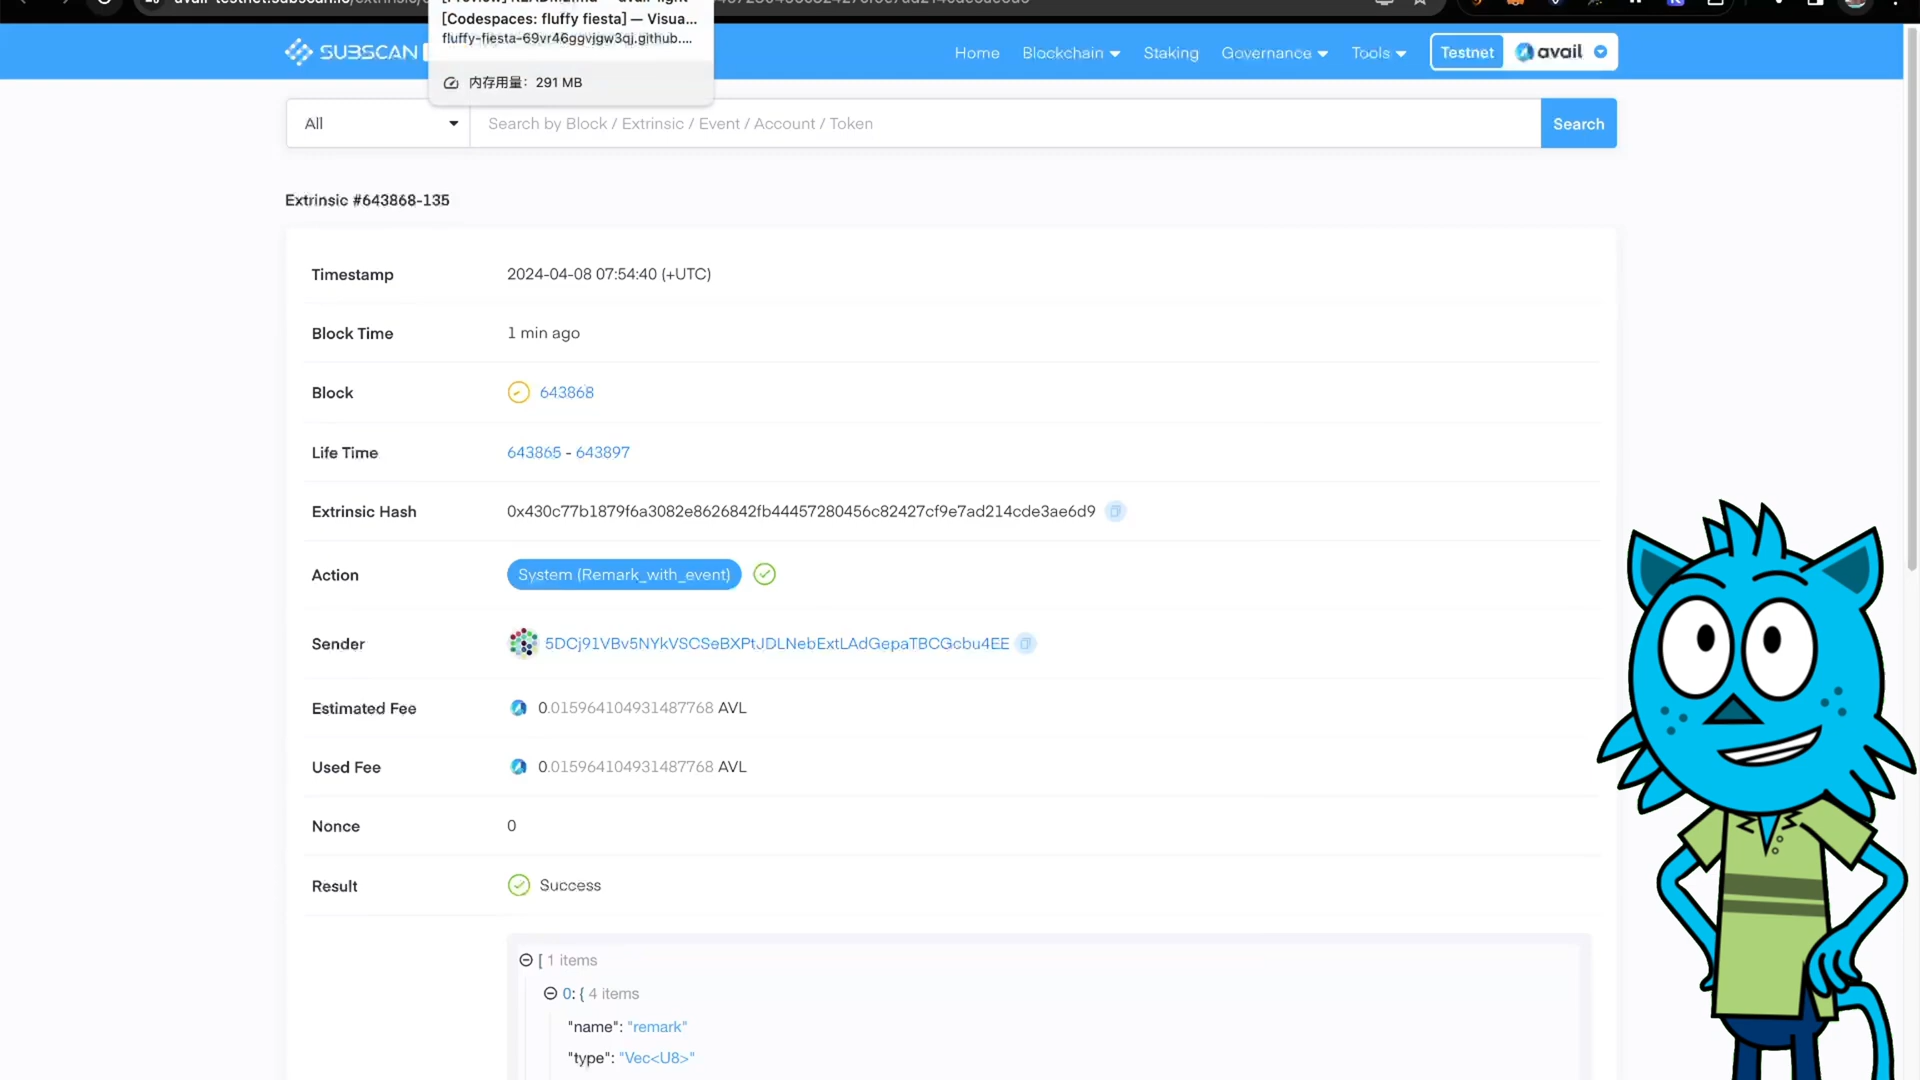 [Codespaces: fluffy fiesta] — Visua...
fluffy-fiesta-69vr46ggvjgw3qj.github....
内存用量：291 MB
SUBSCAN
Home
Blockchain
Staking
Governance
Tools
Testnet
avail
All
Search by Block / Extrinsic / Event / Account / Token
Search
Extrinsic #643868-135
Timestamp
2024-04-08 07:54:40 (+UTC)
Block Time
1 min ago
Block
643868
Life Time
643865 - 643897
Extrinsic Hash
0x430c77b1879f6a3082e8626842fb44457280456c82427cf9e7ad214cde3ae6d9
Action
System (Remark_with_event)
Sender
5DCj91VBv5NYkVSCSeBXPtJDLNebExtLAdGepaTBCGcbu4EE
Estimated Fee
0.015964104931487768 AVL
Used Fee
0.015964104931487768 AVL
Nonce
0
Result
Success
[ 1 items
0: { 4 items
"name": "remark"
"type": "Vec<U8>"